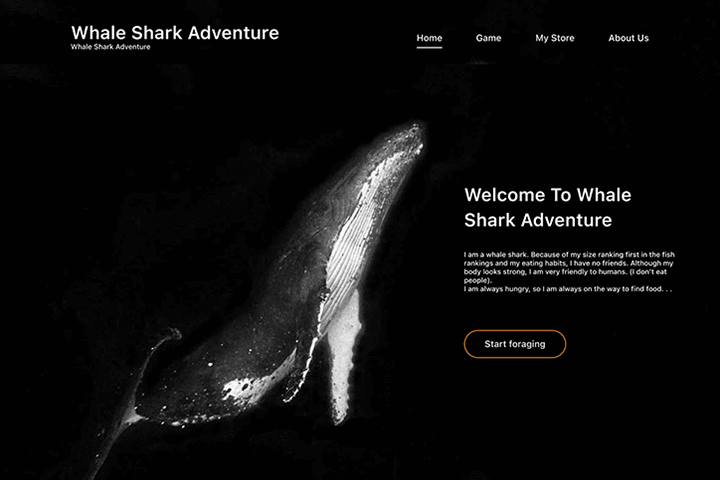 Whale Shark Adventure
Whale Shark Adventure
Home Game My Store About Us
Welcome To Whale
Shark Adventure
I am a whale shark. Because of my size ranking first in the fish
rankings and my eating habits, I have no friends. Although my
body looks strong, I am very friendly to humans. (I don't eat
people).
I am always hungry, so I am always on the way to find food. . .
Start foraging